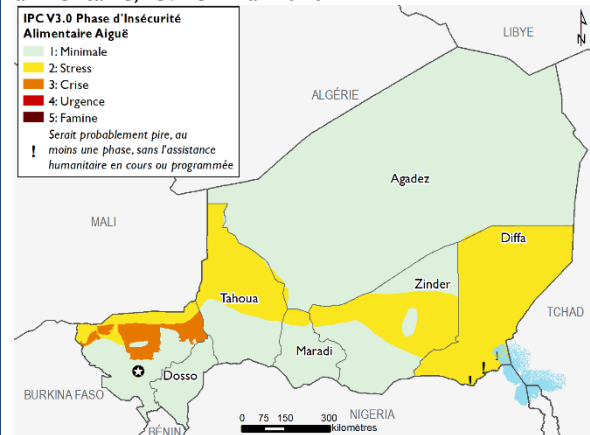 IPC V3.0 Phase d'Insécurité
Alimentaire Aiguë
1: Minimale
2: Stress
3: Crise
4: Urgence
5: Famine
! Serait probablement pire, au
moins une phase, sans l'assistance
humanitaire en cours ou programmée
N
LIBYE
ALGÉRIE
MALI
Agadez
Diffa
Zinder
Tahoua
TCHAD
Maradi
Dosso
BURKINA FASO
BÉNIN
NIGERIA
0 75 150 300
kilomètres